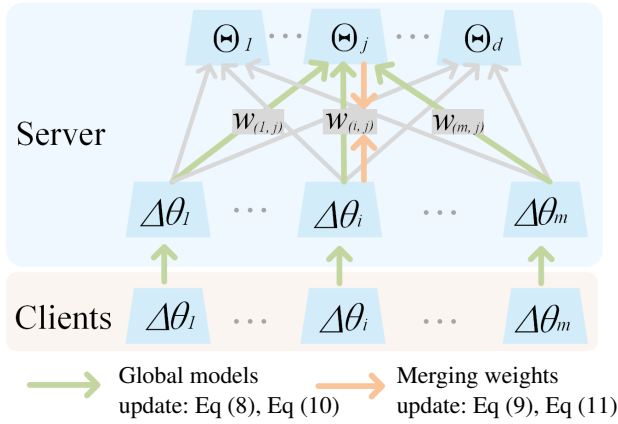 Θ1 ··· Θj ··· Θd
w(1, j) w(i, j) w(m, j)
Server
Δθ1 ··· Δθi ··· Δθm
Clients
Δθ1 ··· Δθi ··· Δθm
Global models
update: Eq (8), Eq (10)
Merging weights
update: Eq (9), Eq (11)